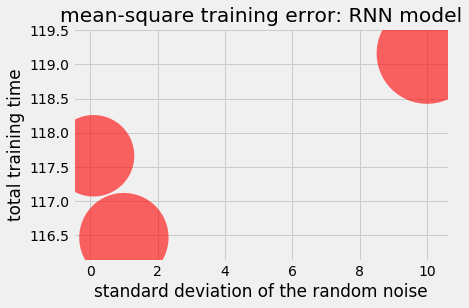 mean-square training error: RNN model
119.5
119.0
118.5
118.0
117.5
117.0
116.5
total training time
0 2 4 6 8 10
standard deviation of the random noise